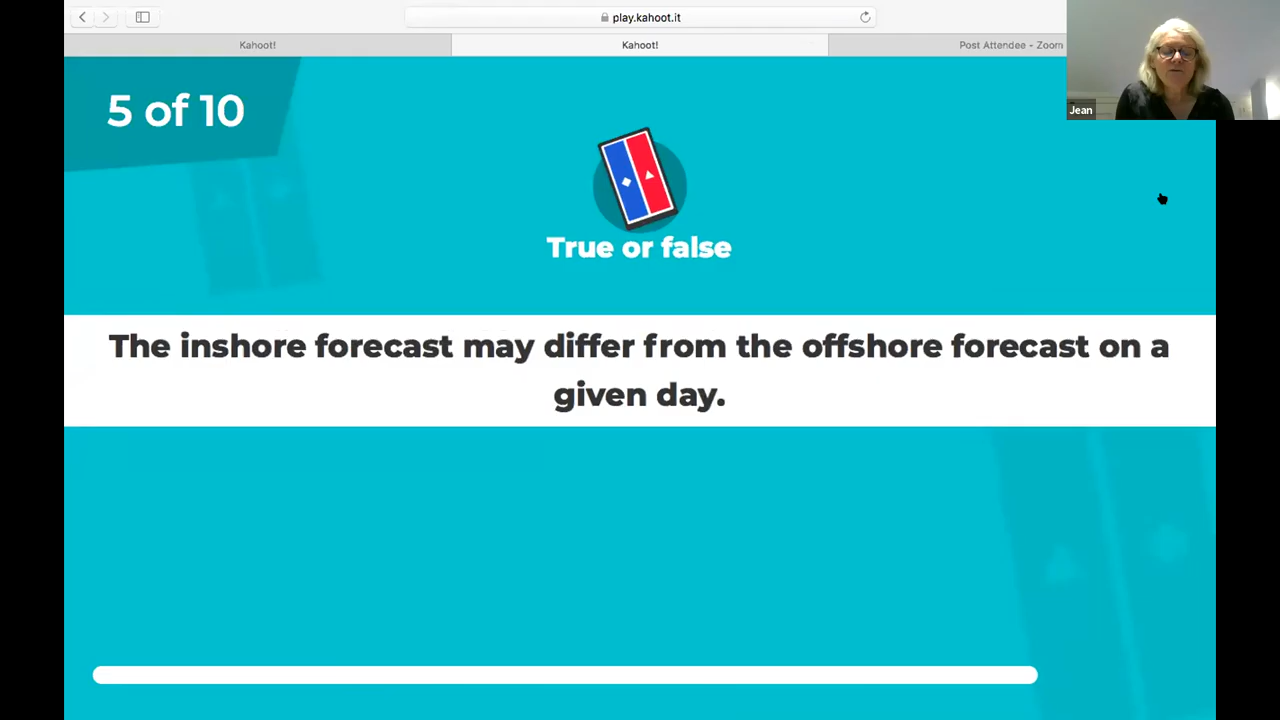 play.kahoot.it
Kahoot!
Kahoot!
Post Attendee - Zoom
Jean
5 of 10
True or false
The inshore forecast may differ from the offshore forecast on a
given day.